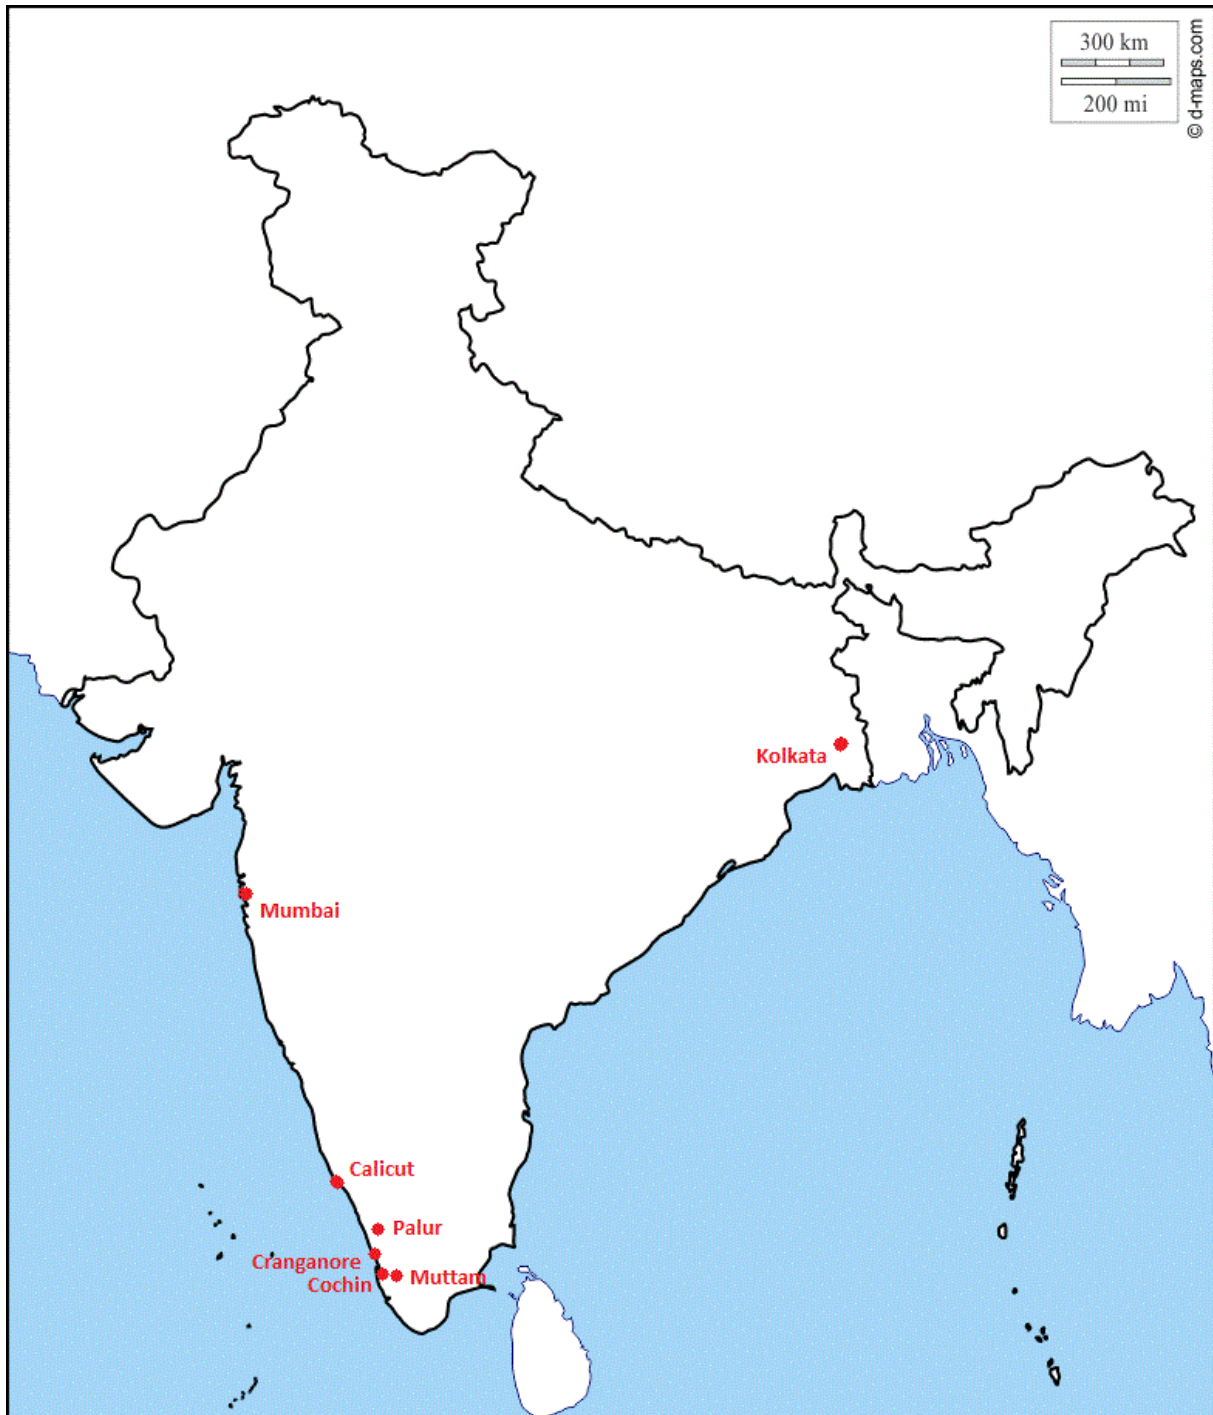 300 km
200 mi
© d-maps.com
Kolkata
Mumbai
Calicut
Palur
Cranganore
Cochin
Muttam